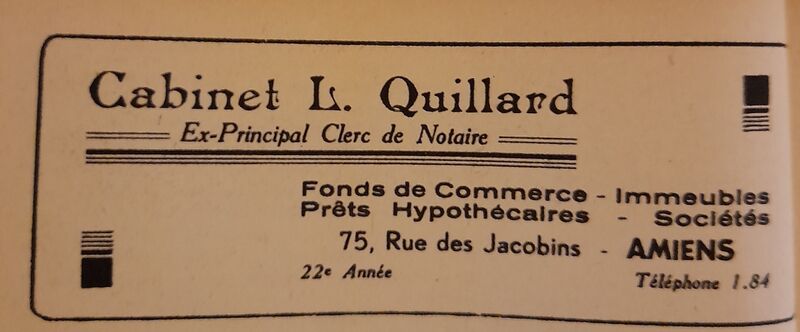 Cabinet L. Quillard
Ex-Principal Clerc de Notaire
Fonds de Commerce - Immeubles
Prêts Hypothécaires - Sociétés
75, Rue des Jacobins - AMIENS
22e Année Téléphone 1.84